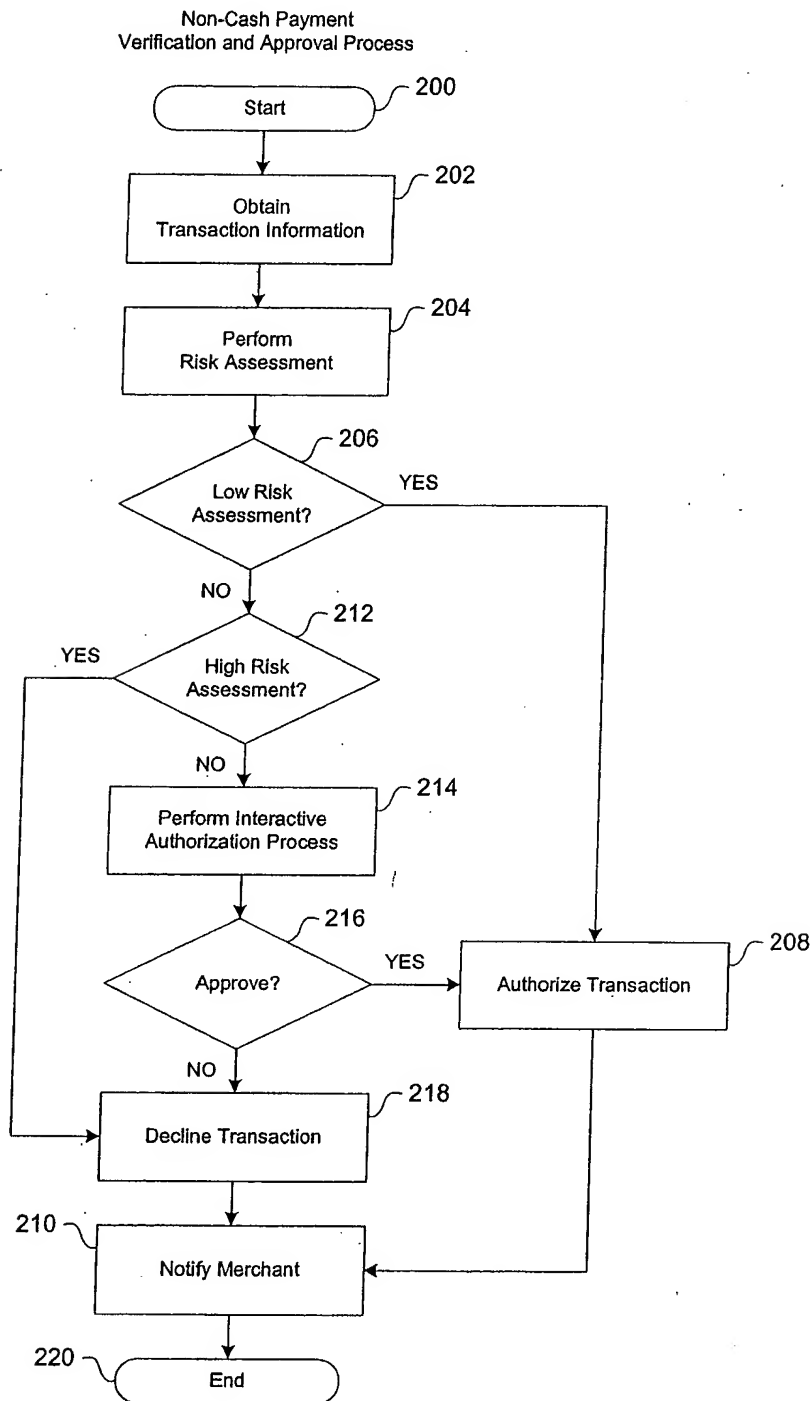 Non-Cash Payment
Verification and Approval Process
Start
200
Obtain
Transaction Information
202
Perform
Risk Assessment
204
Low Risk
Assessment?
206
YES
NO
High Risk
Assessment?
212
YES
NO
Perform Interactive
Authorization Process
214
Approve?
216
YES
NO
Authorize Transaction
208
Decline Transaction
218
210
Notify Merchant
220
End